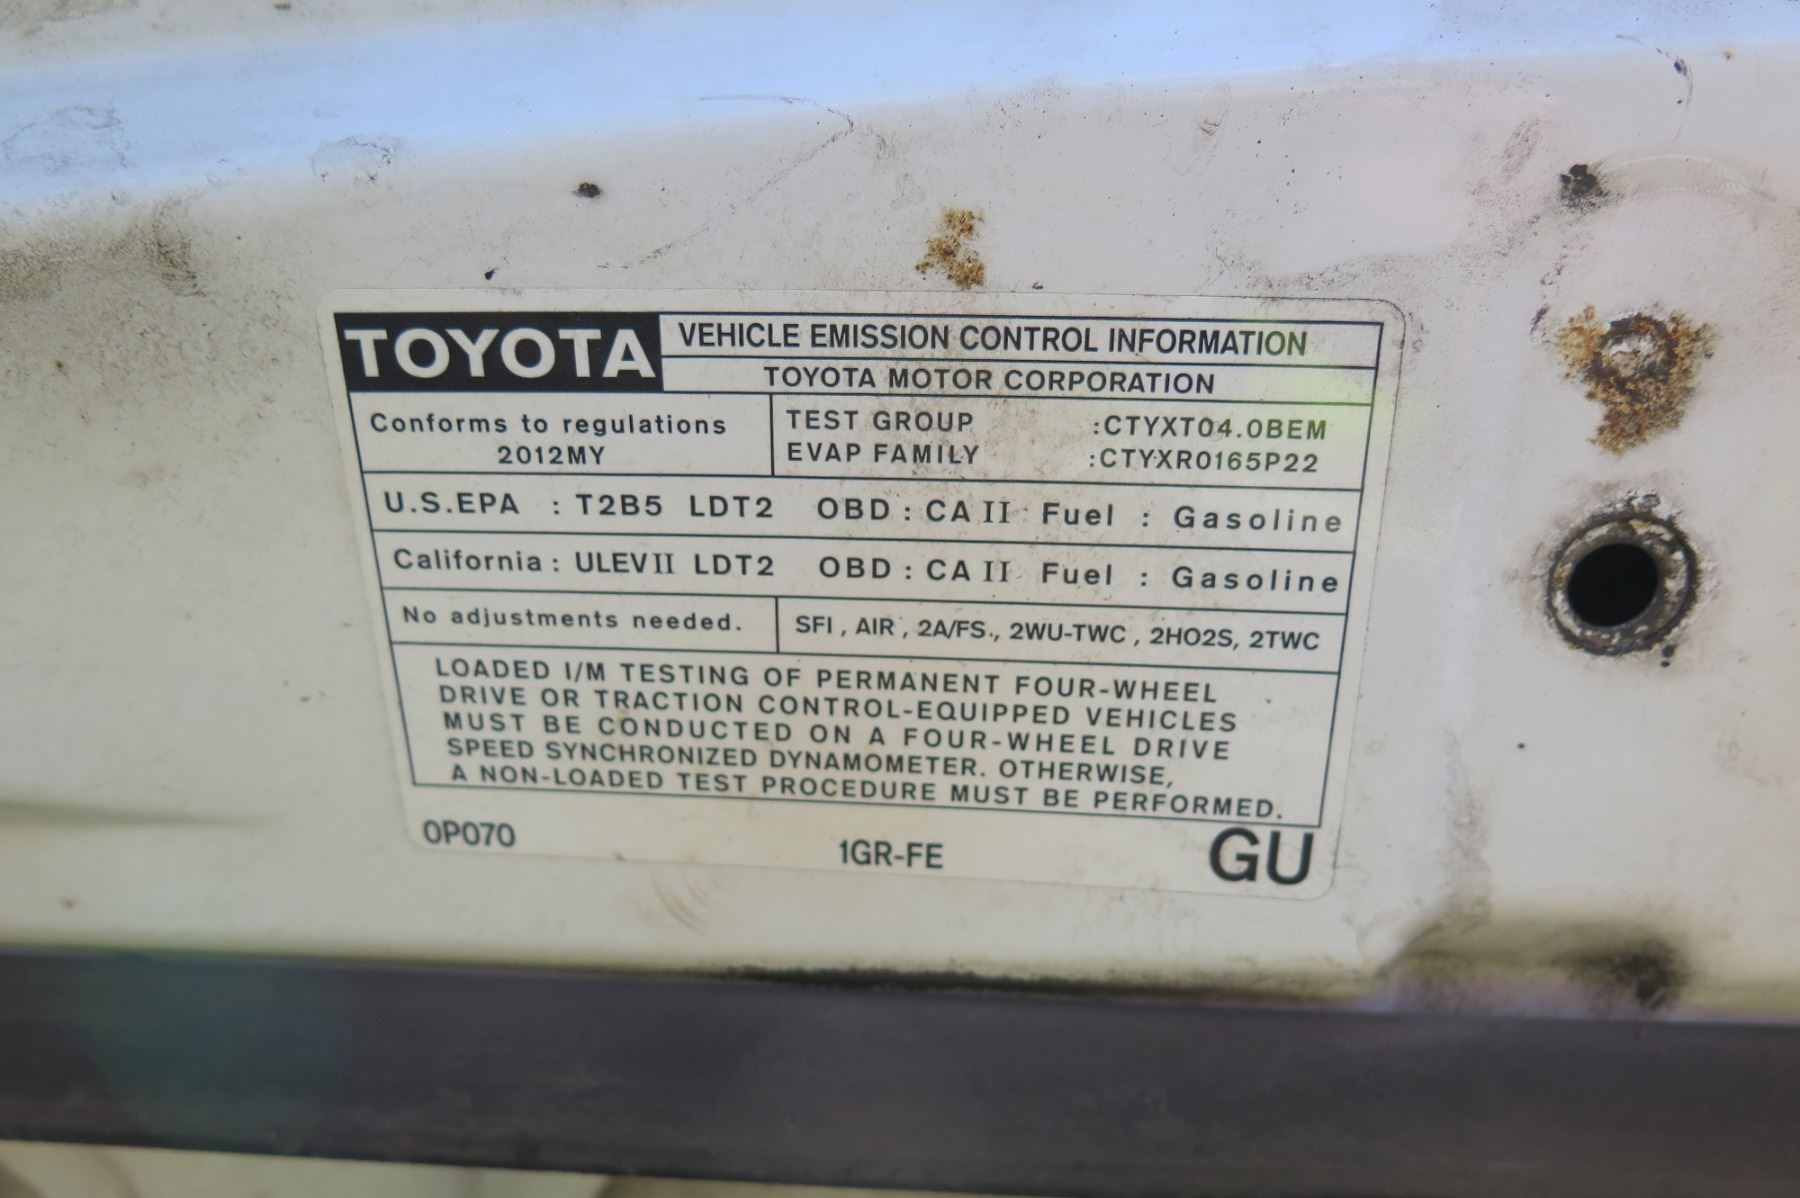 TOYOTA
VEHICLE EMISSION CONTROL INFORMATION
TOYOTA MOTOR CORPORATION
Conforms to regulations
2012MY
TEST GROUP :CTYXT04.0BEM
EVAP FAMILY :CTYXR0165P22
U.S.EPA : T2B5 LDT2 OBD : CA II Fuel : Gasoline
California : ULEV II LDT2 OBD : CA II Fuel : Gasoline
No adjustments needed.
SFI , AIR , 2A/FS., 2WU-TWC , 2HO2S, 2TWC
LOADED I/M TESTING OF PERMANENT FOUR-WHEEL
DRIVE OR TRACTION CONTROL-EQUIPPED VEHICLES
MUST BE CONDUCTED ON A FOUR-WHEEL DRIVE
SPEED SYNCHRONIZED DYNAMOMETER. OTHERWISE,
A NON-LOADED TEST PROCEDURE MUST BE PERFORMED.
0P070 1GR-FE GU